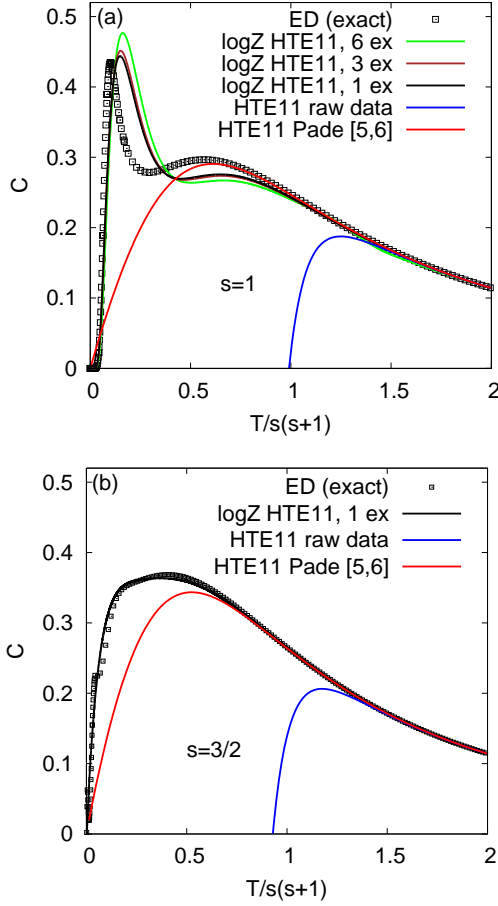 (a)
ED (exact)
logZ HTE11, 6 ex
logZ HTE11, 3 ex
logZ HTE11, 1 ex
HTE11 raw data
HTE11 Pade [5,6]
0.5
0.4
0.3
0.2
0.1
0
C
s=1
0 0.5 1 1.5 2
T/s(s+1)
(b)
ED (exact)
logZ HTE11, 1 ex
HTE11 raw data
HTE11 Pade [5,6]
0.5
0.4
0.3
0.2
0.1
0
C
s=3/2
0 0.5 1 1.5 2
T/s(s+1)